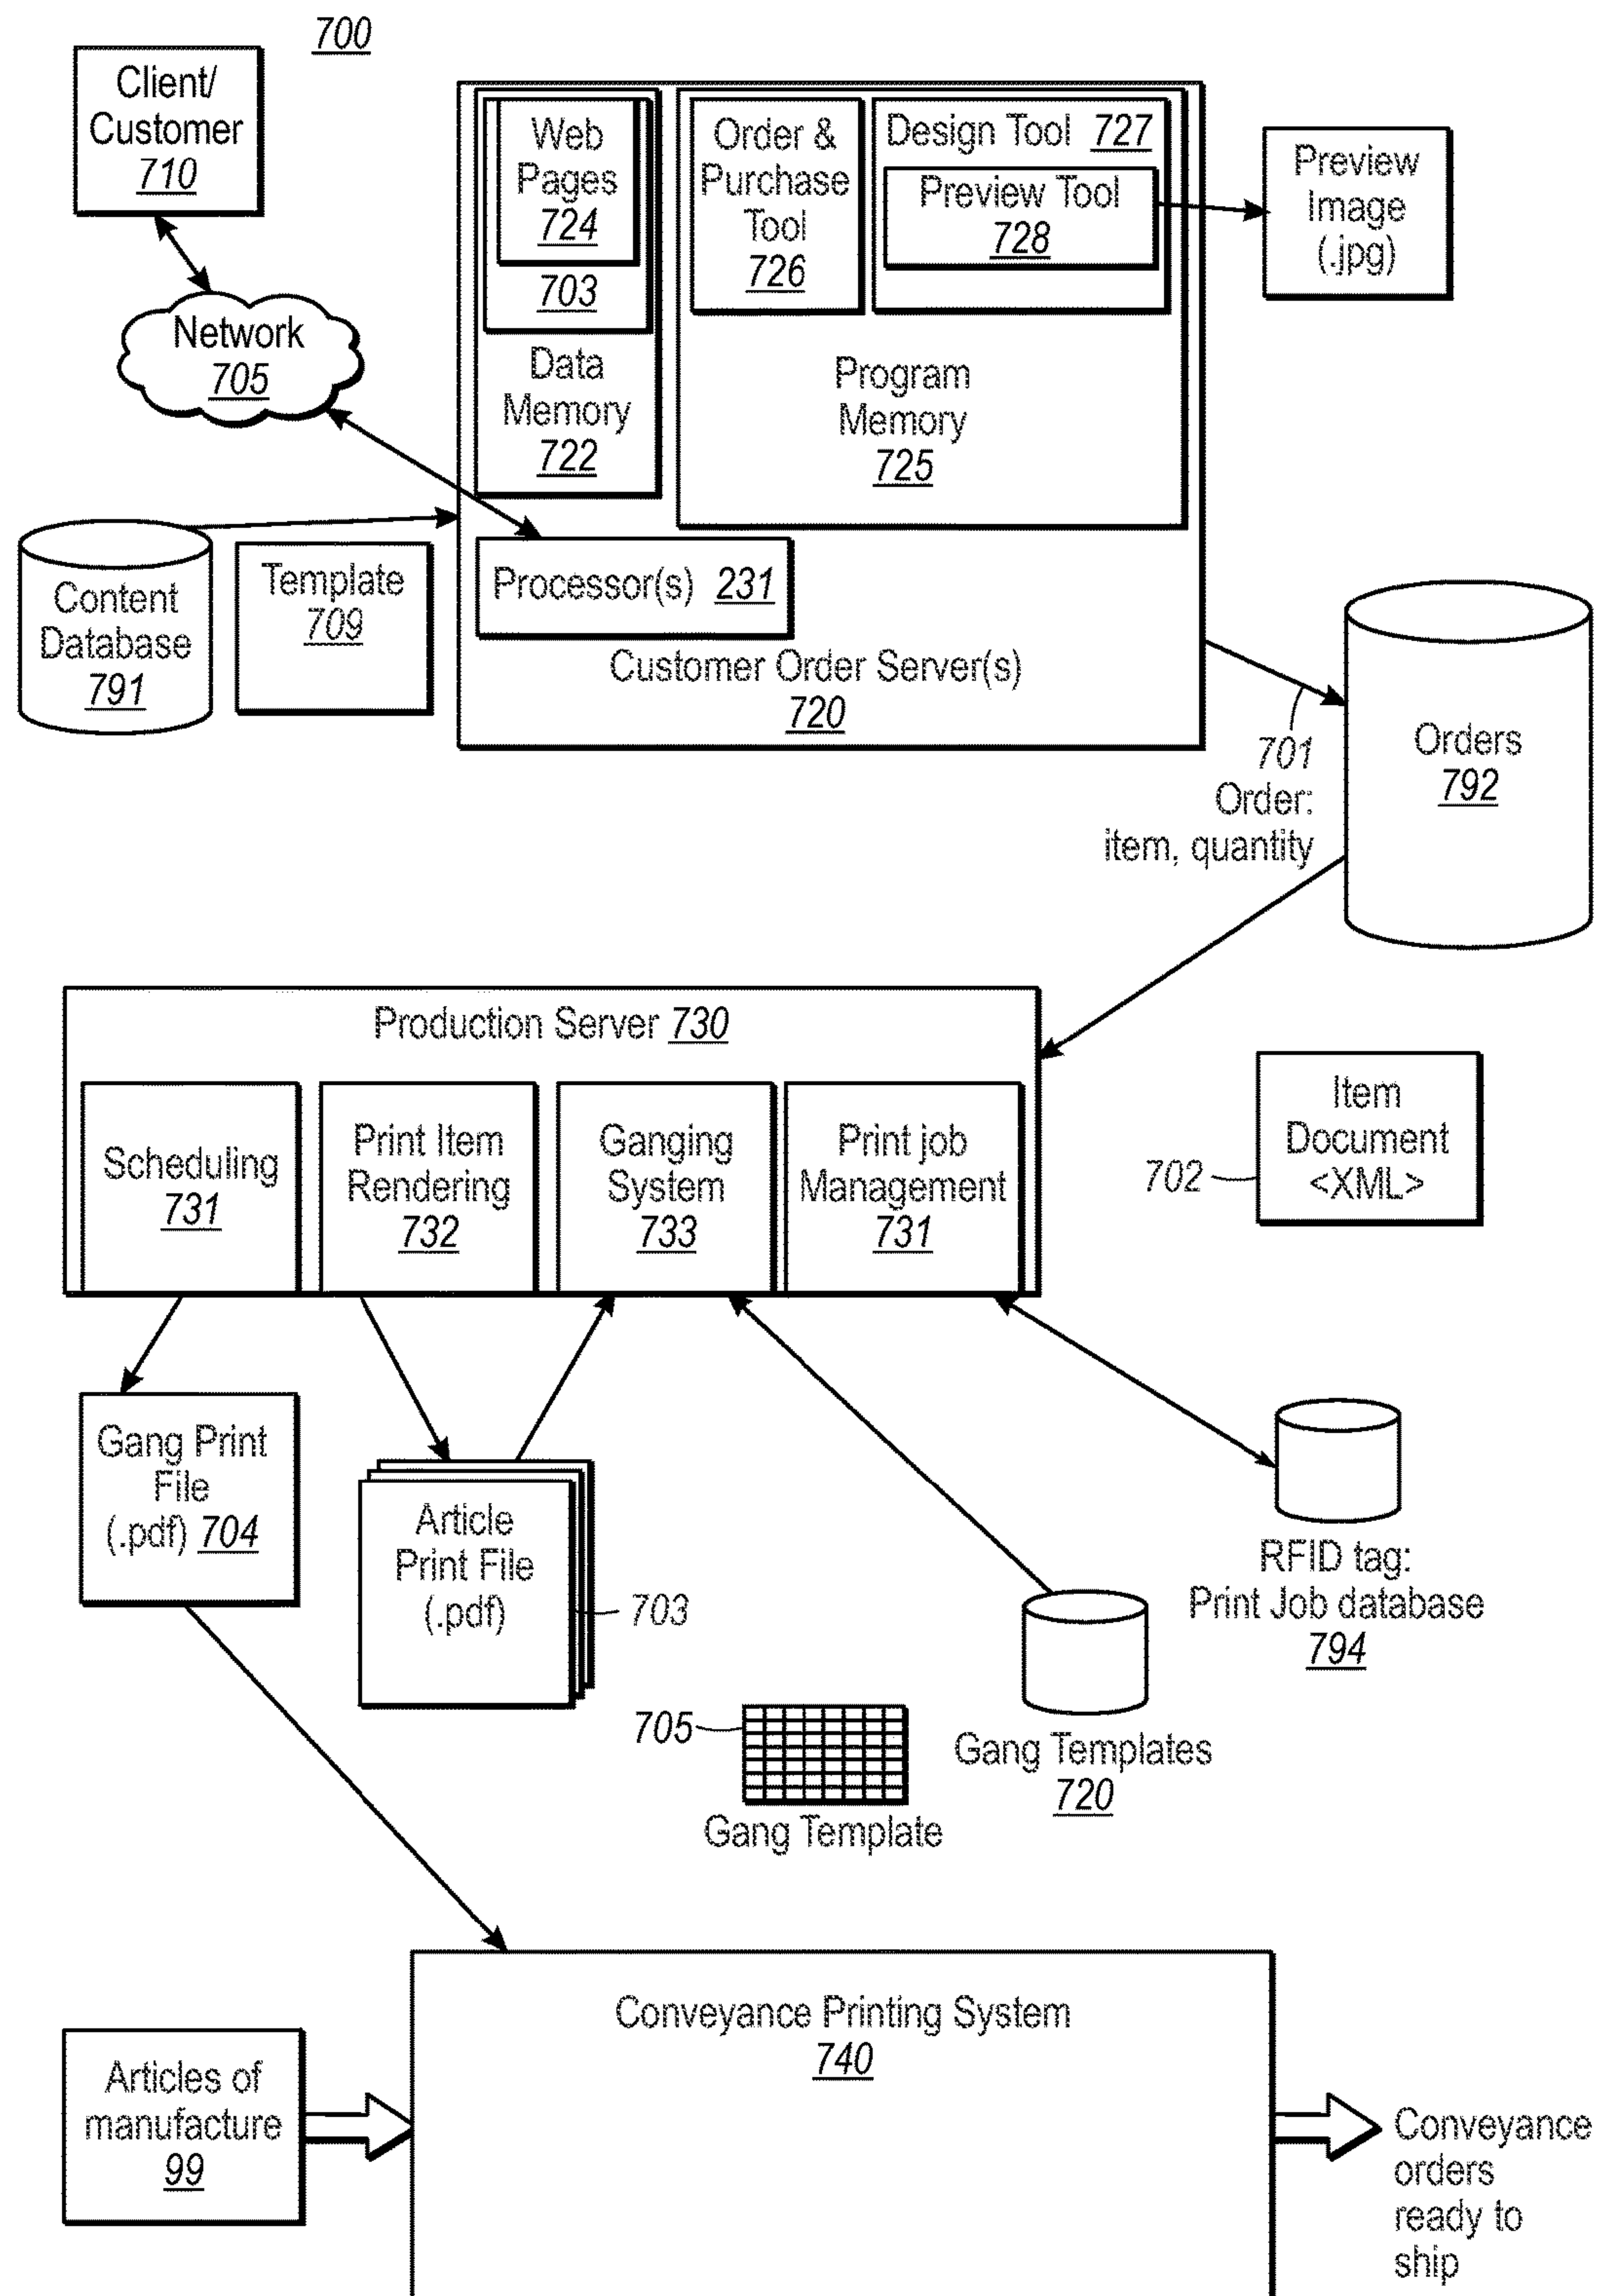 700
Client/
Customer
710
Network
705
Web
Pages
724
703
Data
Memory
722
Order &
Purchase
Tool
726
Design Tool 727
Preview Tool
728
Program
Memory
725
Preview
Image
(.jpg)
Content
Database
791
Template
709
Processor(s) 231
Customer Order Server(s)
720
701
Order:
item, quantity
Orders
792
Production Server 730
Scheduling
731
Print Item
Rendering
732
Ganging
System
733
Print job
Management
731
702
Item
Document
<XML>
Gang Print
File
(.pdf) 704
Article
Print File
(.pdf)
703
RFID tag:
Print Job database
794
705
Gang Template
Gang Templates
720
Conveyance Printing System
740
Articles of
manufacture
99
Conveyance
orders
ready to
ship